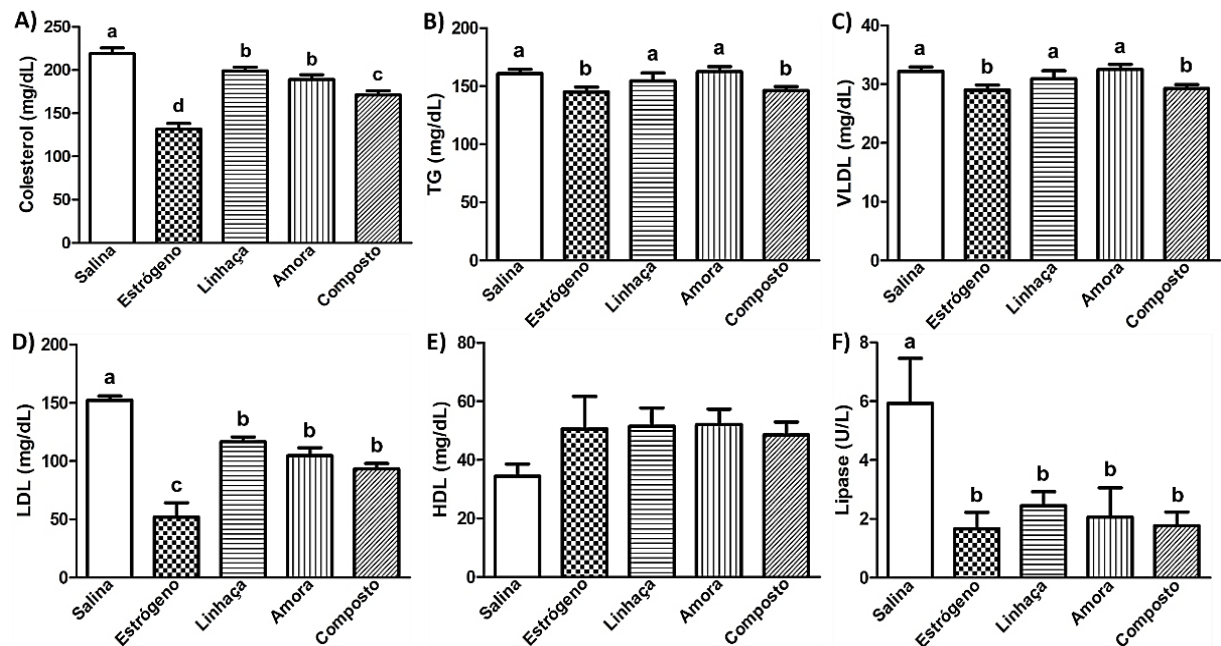 A)
Colesterol (mg/dL)
250
200
150
100
50
0
a
d
b
b
c
Salina
Estrógeno
Linhaça
Amora
Composto
B)
TG (mg/dL)
200
150
100
50
0
a
b
a
a
b
Salina
Estrógeno
Linhaça
Amora
Composto
C)
VLDL (mg/dL)
40
30
20
10
0
a
b
a
a
b
Salina
Estrógeno
Linhaça
Amora
Composto
D)
LDL (mg/dL)
200
150
100
50
0
a
c
b
b
b
Salina
Estrógeno
Linhaça
Amora
Composto
E)
HDL (mg/dL)
80
60
40
20
0
Salina
Estrógeno
Linhaça
Amora
Composto
F)
Lipase (U/L)
8
6
4
2
0
a
b
b
b
b
Salina
Estrógeno
Linhaça
Amora
Composto